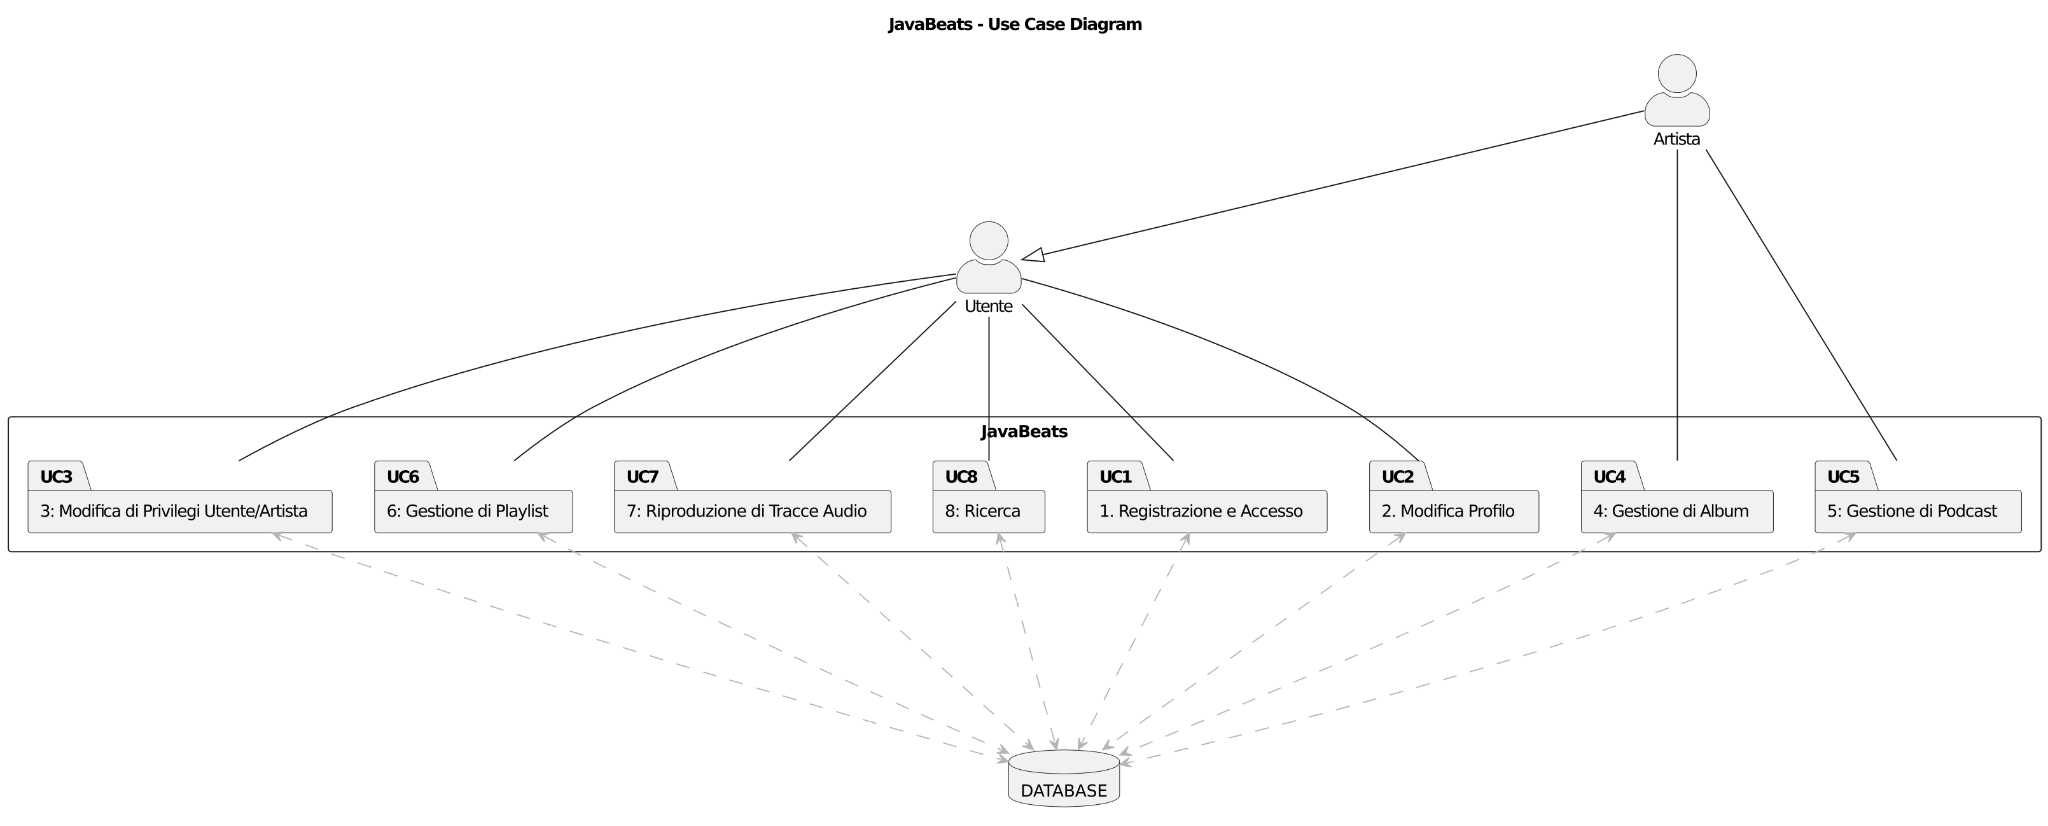 JavaBeats - Use Case Diagram
Artista
Utente
JavaBeats
UC3
3: Modifica di Privilegi Utente/Artista
UC6
6: Gestione di Playlist
UC7
7: Riproduzione di Tracce Audio
UC8
8: Ricerca
UC1
1. Registrazione e Accesso
UC2
2. Modifica Profilo
UC4
4: Gestione di Album
UC5
5: Gestione di Podcast
DATABASE